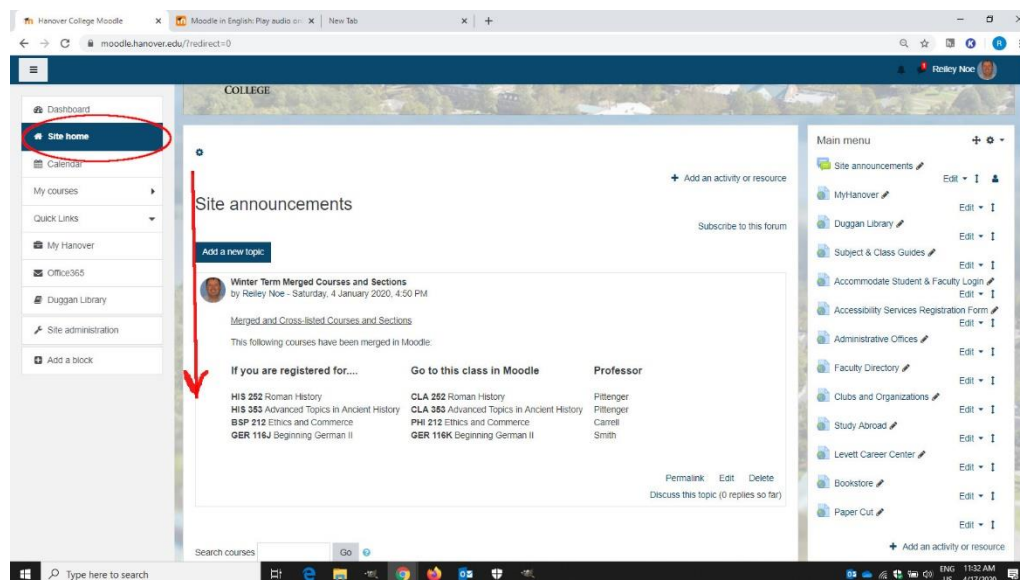 Hanover College Moodle
Moodle in English: Play audio on
New Tab
moodle.hanover.edu/?redirect=0
Reiley Noe
COLLEGE
Dashboard
Site home
Calendar
My courses
Quick Links
My Hanover
Office365
Duggan Library
Site administration
Add a block
Add an activity or resource
Site announcements
Subscribe to this forum
Add a new topic
Winter Term Merged Courses and Sections
by Reiley Noe - Saturday, 4 January 2020, 4:50 PM
Merged and Cross-listed Courses and Sections
This following courses have been merged in Moodle:
If you are registered for.... Go to this class in Moodle Professor
HIS 252 Roman History CLA 252 Roman History Pittenger
HIS 353 Advanced Topics in Ancient History CLA 353 Advanced Topics in Ancient History Pittenger
BSP 212 Ethics and Commerce PHI 212 Ethics and Commerce Carrell
GER 116J Beginning German II GER 116K Beginning German II Smith
Permalink Edit Delete
Discuss this topic (0 replies so far)
Search courses Go
Main menu
Site announcements
Edit
MyHanover
Edit
Duggan Library
Edit
Subject & Class Guides
Edit
Accommodate Student & Faculty Login
Edit
Accessibility Services Registration Form
Edit
Administrative Offices
Edit
Faculty Directory
Edit
Clubs and Organizations
Edit
Study Abroad
Edit
Levett Career Center
Edit
Bookstore
Edit
Paper Cut
Edit
Add an activity or resource
Type here to search
ENG 11:32 AM
US 4/17/2020